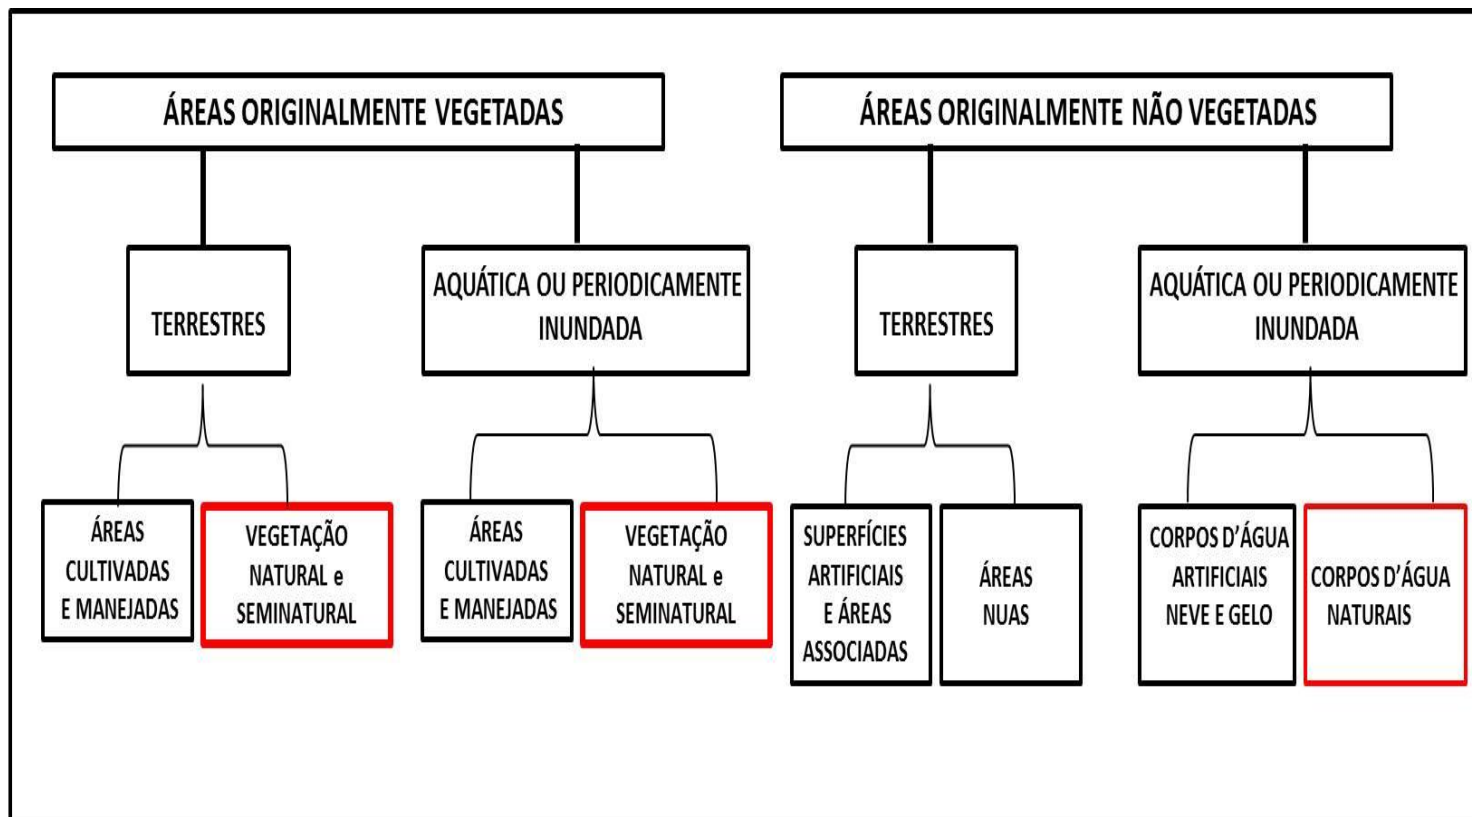 ÁREAS ORIGINALMENTE VEGETADAS
ÁREAS ORIGINALMENTE NÃO VEGETADAS
TERRESTRES
AQUÁTICA OU PERIODICAMENTE
INUNDADA
TERRESTRES
AQUÁTICA OU PERIODICAMENTE
INUNDADA
ÁREAS
CULTIVADAS
E MANEJADAS
VEGETAÇÃO
NATURAL e
SEMINATURAL
ÁREAS
CULTIVADAS
E MANEJADAS
VEGETAÇÃO
NATURAL e
SEMINATURAL
SUPERFÍCIES
ARTIFICIAIS
E ÁREAS
ASSOCIADAS
ÁREAS
NUAS
CORPOS D’ÁGUA
ARTIFICIAIS
NEVE E GELO
CORPOS D’ÁGUA
NATURAIS